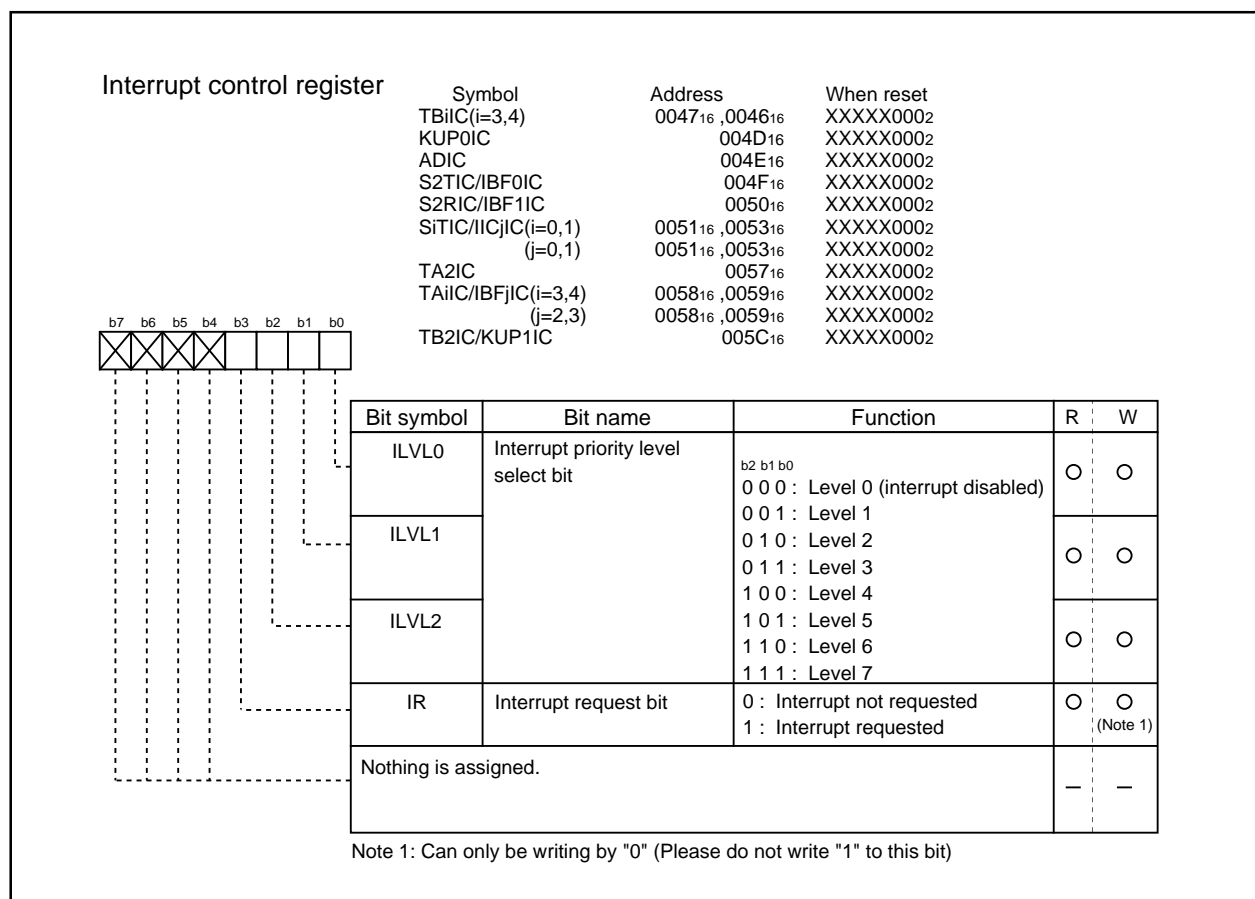 Interrupt control register
Symbol Address When reset
TBiIC(i=3,4) 004716 ,004616 XXXXX0002
KUP0IC 004D16 XXXXX0002
ADIC 004E16 XXXXX0002
S2TIC/IBF0IC 004F16 XXXXX0002
S2RIC/IBF1IC 005016 XXXXX0002
SiTIC/IICjIC(i=0,1) 005116 ,005316 XXXXX0002
(j=0,1) 005116 ,005316 XXXXX0002
TA2IC 005716 XXXXX0002
TAiIC/IBFjIC(i=3,4) 005816 ,005916 XXXXX0002
(j=2,3) 005816 ,005916 XXXXX0002
TB2IC/KUP1IC 005C16 XXXXX0002
b7 b6 b5 b4 b3 b2 b1 b0
Bit symbol Bit name Function R W
ILVL0 Interrupt priority level
select bit
b2 b1 b0
0 0 0 : Level 0 (interrupt disabled)
0 0 1 : Level 1
ILVL1 0 1 0 : Level 2
0 1 1 : Level 3
1 0 0 : Level 4
ILVL2 1 0 1 : Level 5
1 1 0 : Level 6
1 1 1 : Level 7
IR Interrupt request bit 0 : Interrupt not requested
1 : Interrupt requested (Note 1)
Nothing is assigned. – –
Note 1: Can only be writing by "0" (Please do not write "1" to this bit)